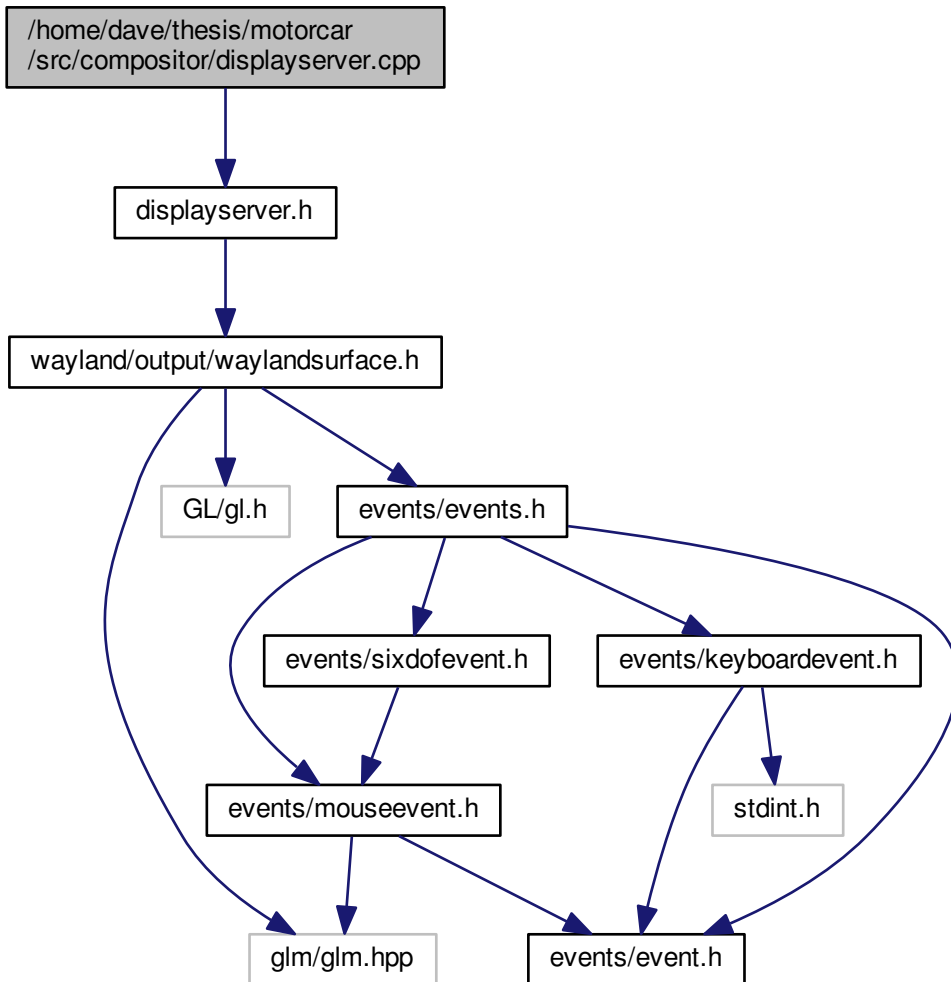 /home/dave/thesis/motorcar
/src/compositor/displayserver.cpp
displayserver.h
wayland/output/waylandsurface.h
GL/gl.h
events/events.h
events/sixdofevent.h
events/keyboardevent.h
events/mouseevent.h
stdint.h
glm/glm.hpp
events/event.h